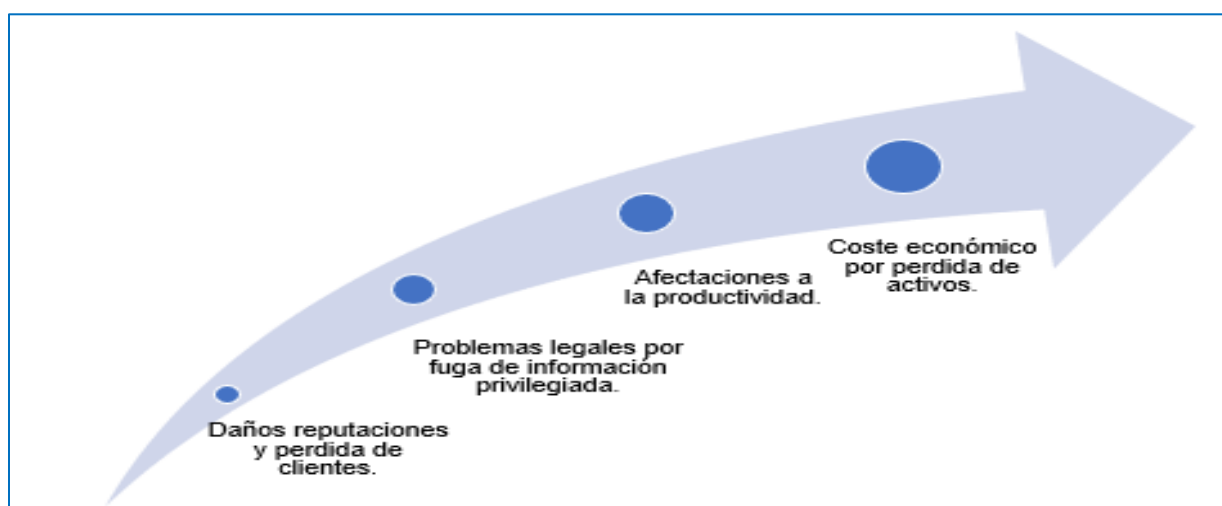 Daños reputaciones
y perdida de
clientes.
Problemas legales por
fuga de información
privilegiada.
Afectaciones a
la productividad.
Coste económico
por perdida de
activos.